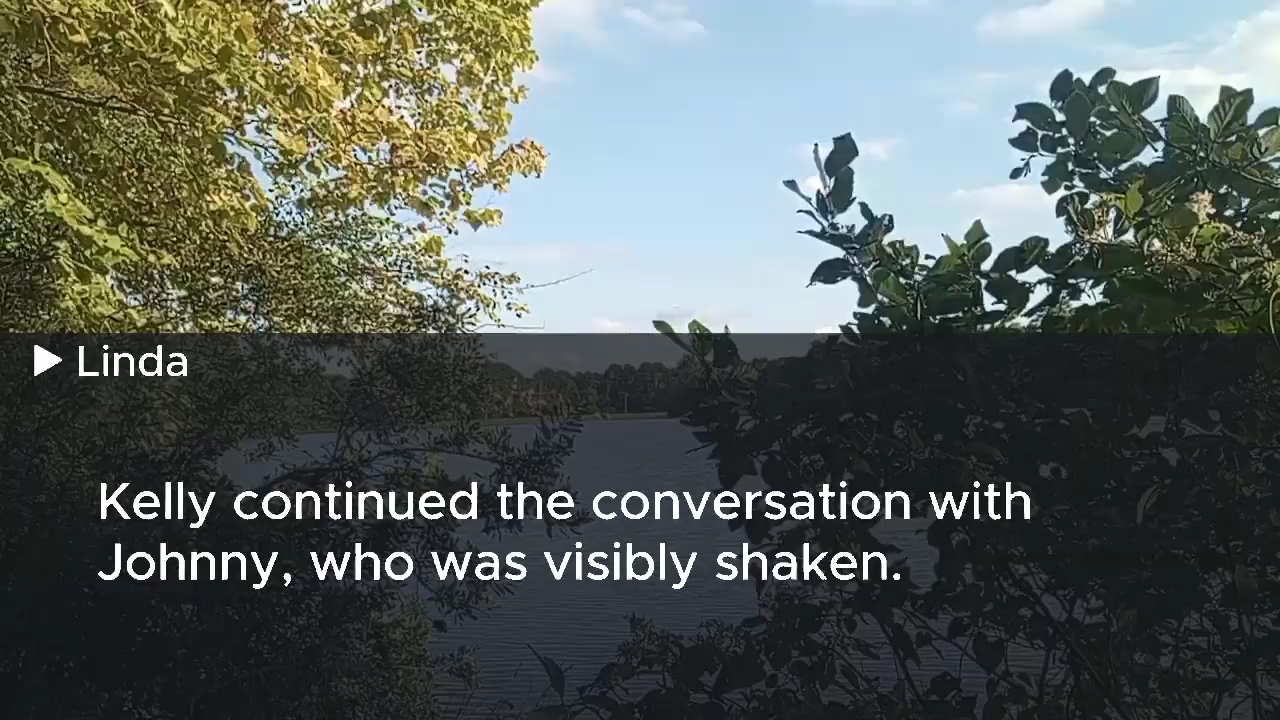 Linda
Kelly continued the conversation with
Johnny, who was visibly shaken.